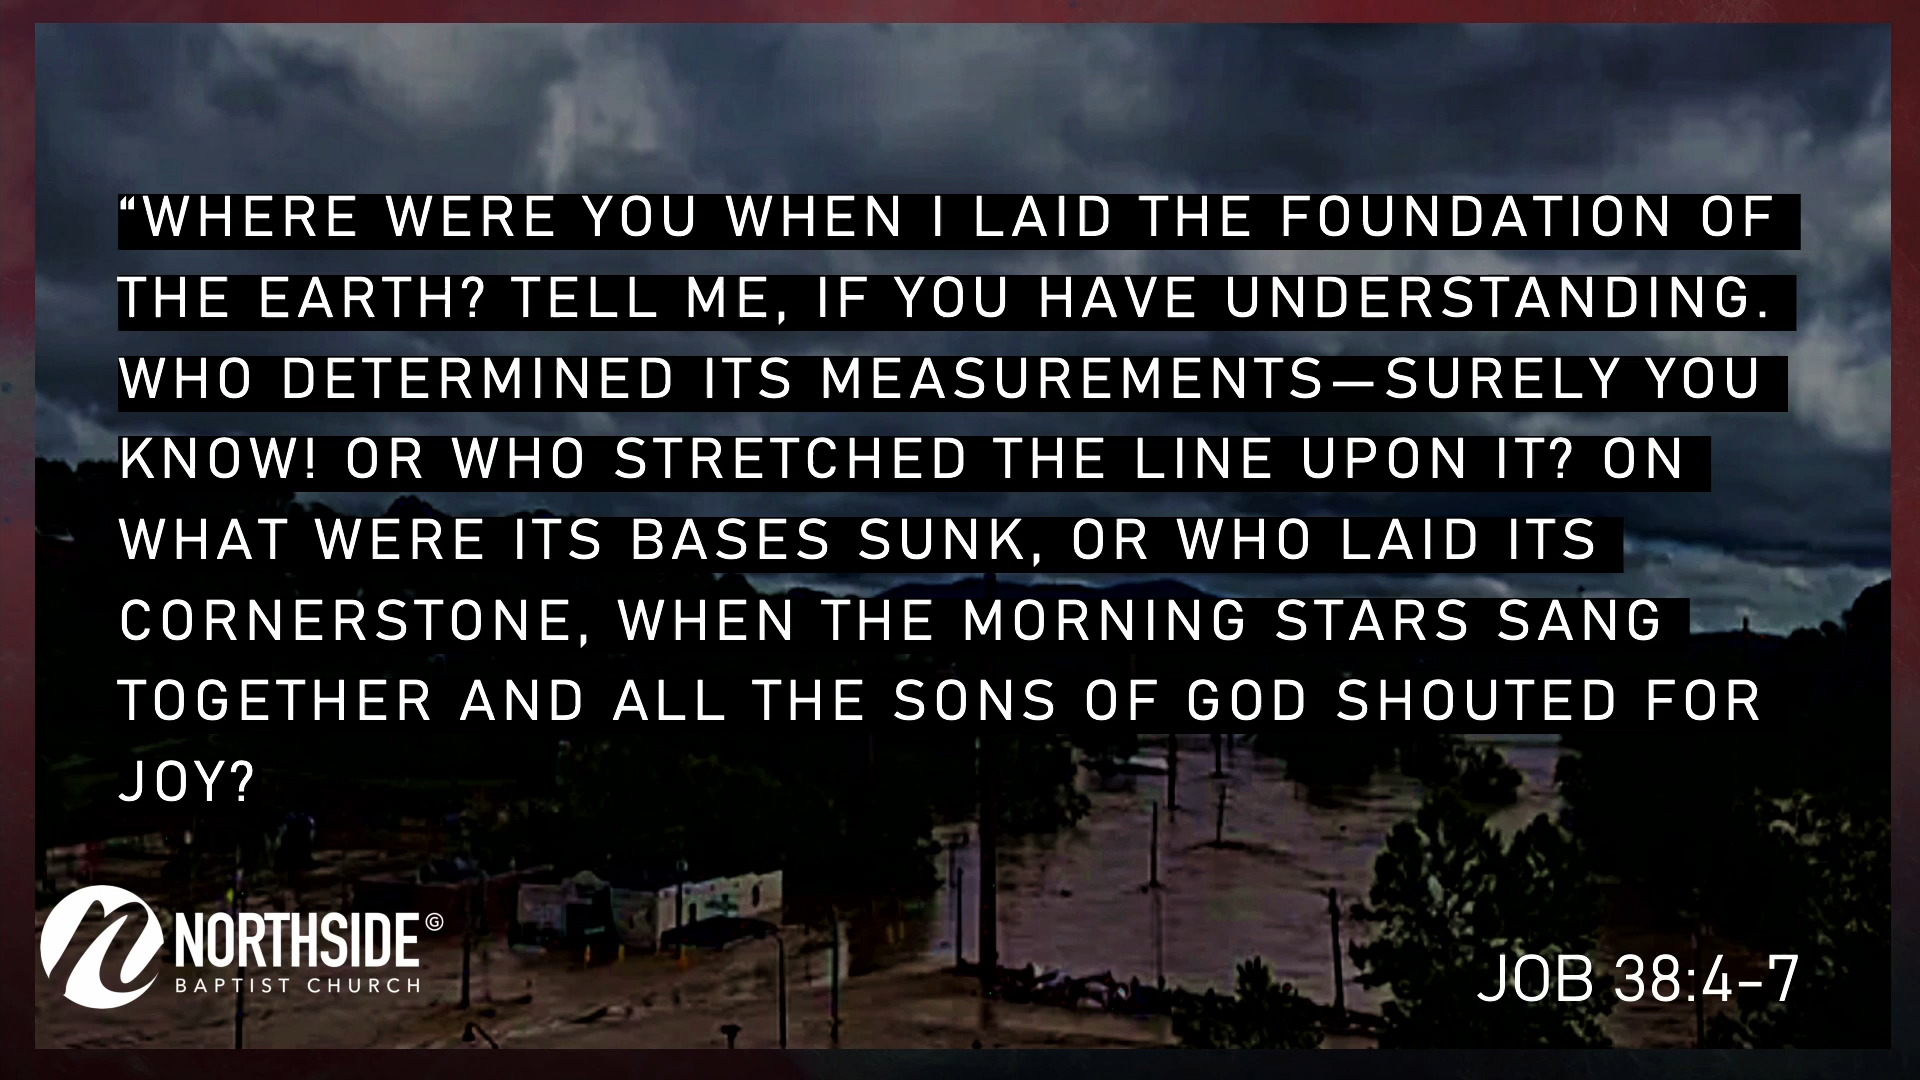 “WHERE WERE YOU WHEN I LAID THE FOUNDATION OF
THE EARTH? TELL ME, IF YOU HAVE UNDERSTANDING.
WHO DETERMINED ITS MEASUREMENTS—SURELY YOU
KNOW! OR WHO STRETCHED THE LINE UPON IT? ON
WHAT WERE ITS BASES SUNK, OR WHO LAID ITS
CORNERSTONE, WHEN THE MORNING STARS SANG
TOGETHER AND ALL THE SONS OF GOD SHOUTED FOR
JOY?
n NORTHSIDE G
BAPTIST CHURCH
JOB 38:4–7